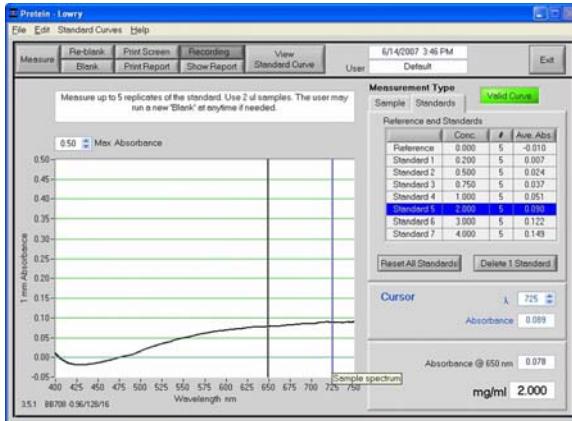 Protein - Lowry
File Edit Standard Curves Help
Measure Re-blank Print Screen Recording View Standard Curve 6/14/2007 3:46 PM Exit
Blank Print Report Show Report User Default
Measure up to 5 replicates of the standard. Use 2 ul samples. The user may
run a new 'Blank' at anytime if needed.
Measurement Type
Sample Standards Valid Curve
Reference and Standards
Conc. # Ave. Abs
Reference 0.000 5 -0.010
Standard 1 0.200 5 0.007
Standard 2 0.500 5 0.024
Standard 3 0.750 5 0.037
Standard 4 1.000 5 0.051
Standard 5 2.000 5 0.090
Standard 6 3.000 5 0.122
Standard 7 4.000 5 0.149
Reset All Standards Delete 1 Standard
0.50 Max Absorbance
0.50
0.45
0.40
0.35
0.30
0.25
0.20
0.15
0.10
0.05
0.00
-0.05
1 mm Absorbance
400 425 450 475 500 525 550 575 600 625 650 675 700 725 750
Wavelength nm
Sample spectrum
3.5.1 BB708 0.96/128/16
Cursor λ 725
Absorbance 0.089
Absorbance @ 650 nm 0.078
mg/ml 2.000